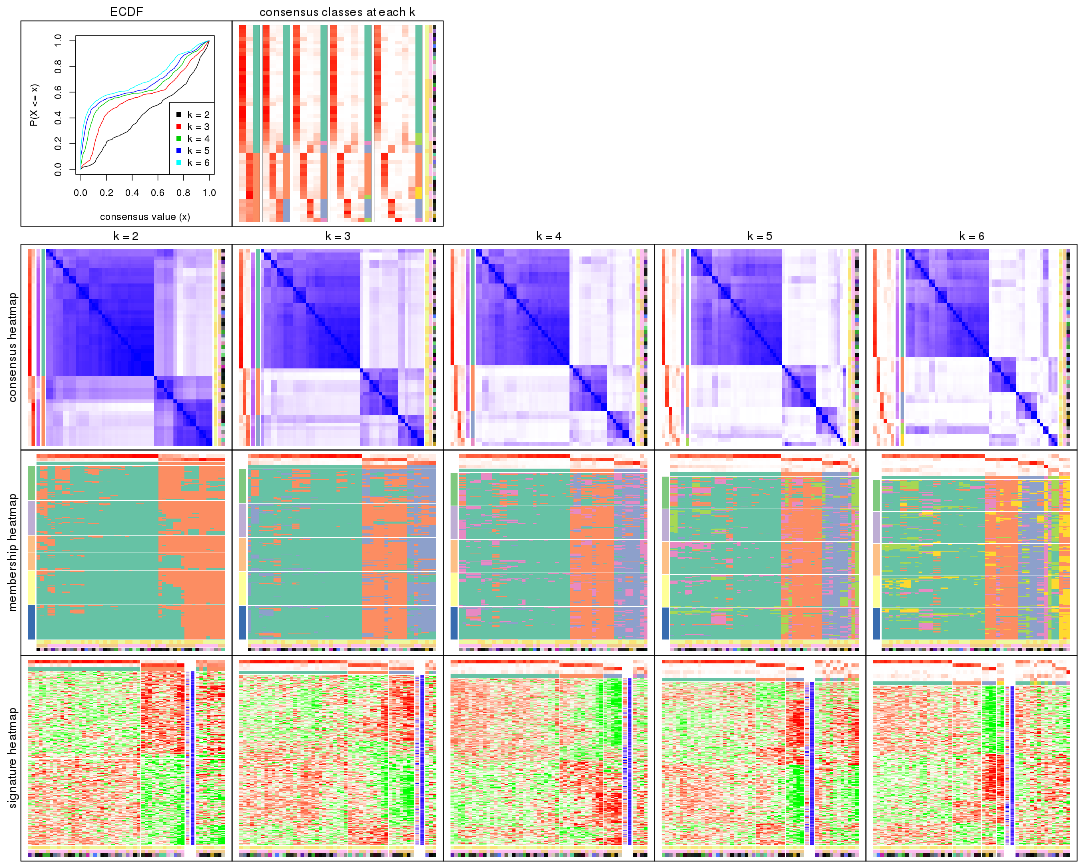 ECDF
consensus classes at each k
P(X <= x)
0.0 0.2 0.4 0.6 0.8 1.0
k = 2
k = 3
k = 4
k = 5
k = 6
0.0 0.2 0.4 0.6 0.8 1.0
consensus value (x)
k = 2
k = 3
k = 4
k = 5
k = 6
consensus heatmap
membership heatmap
signature heatmap